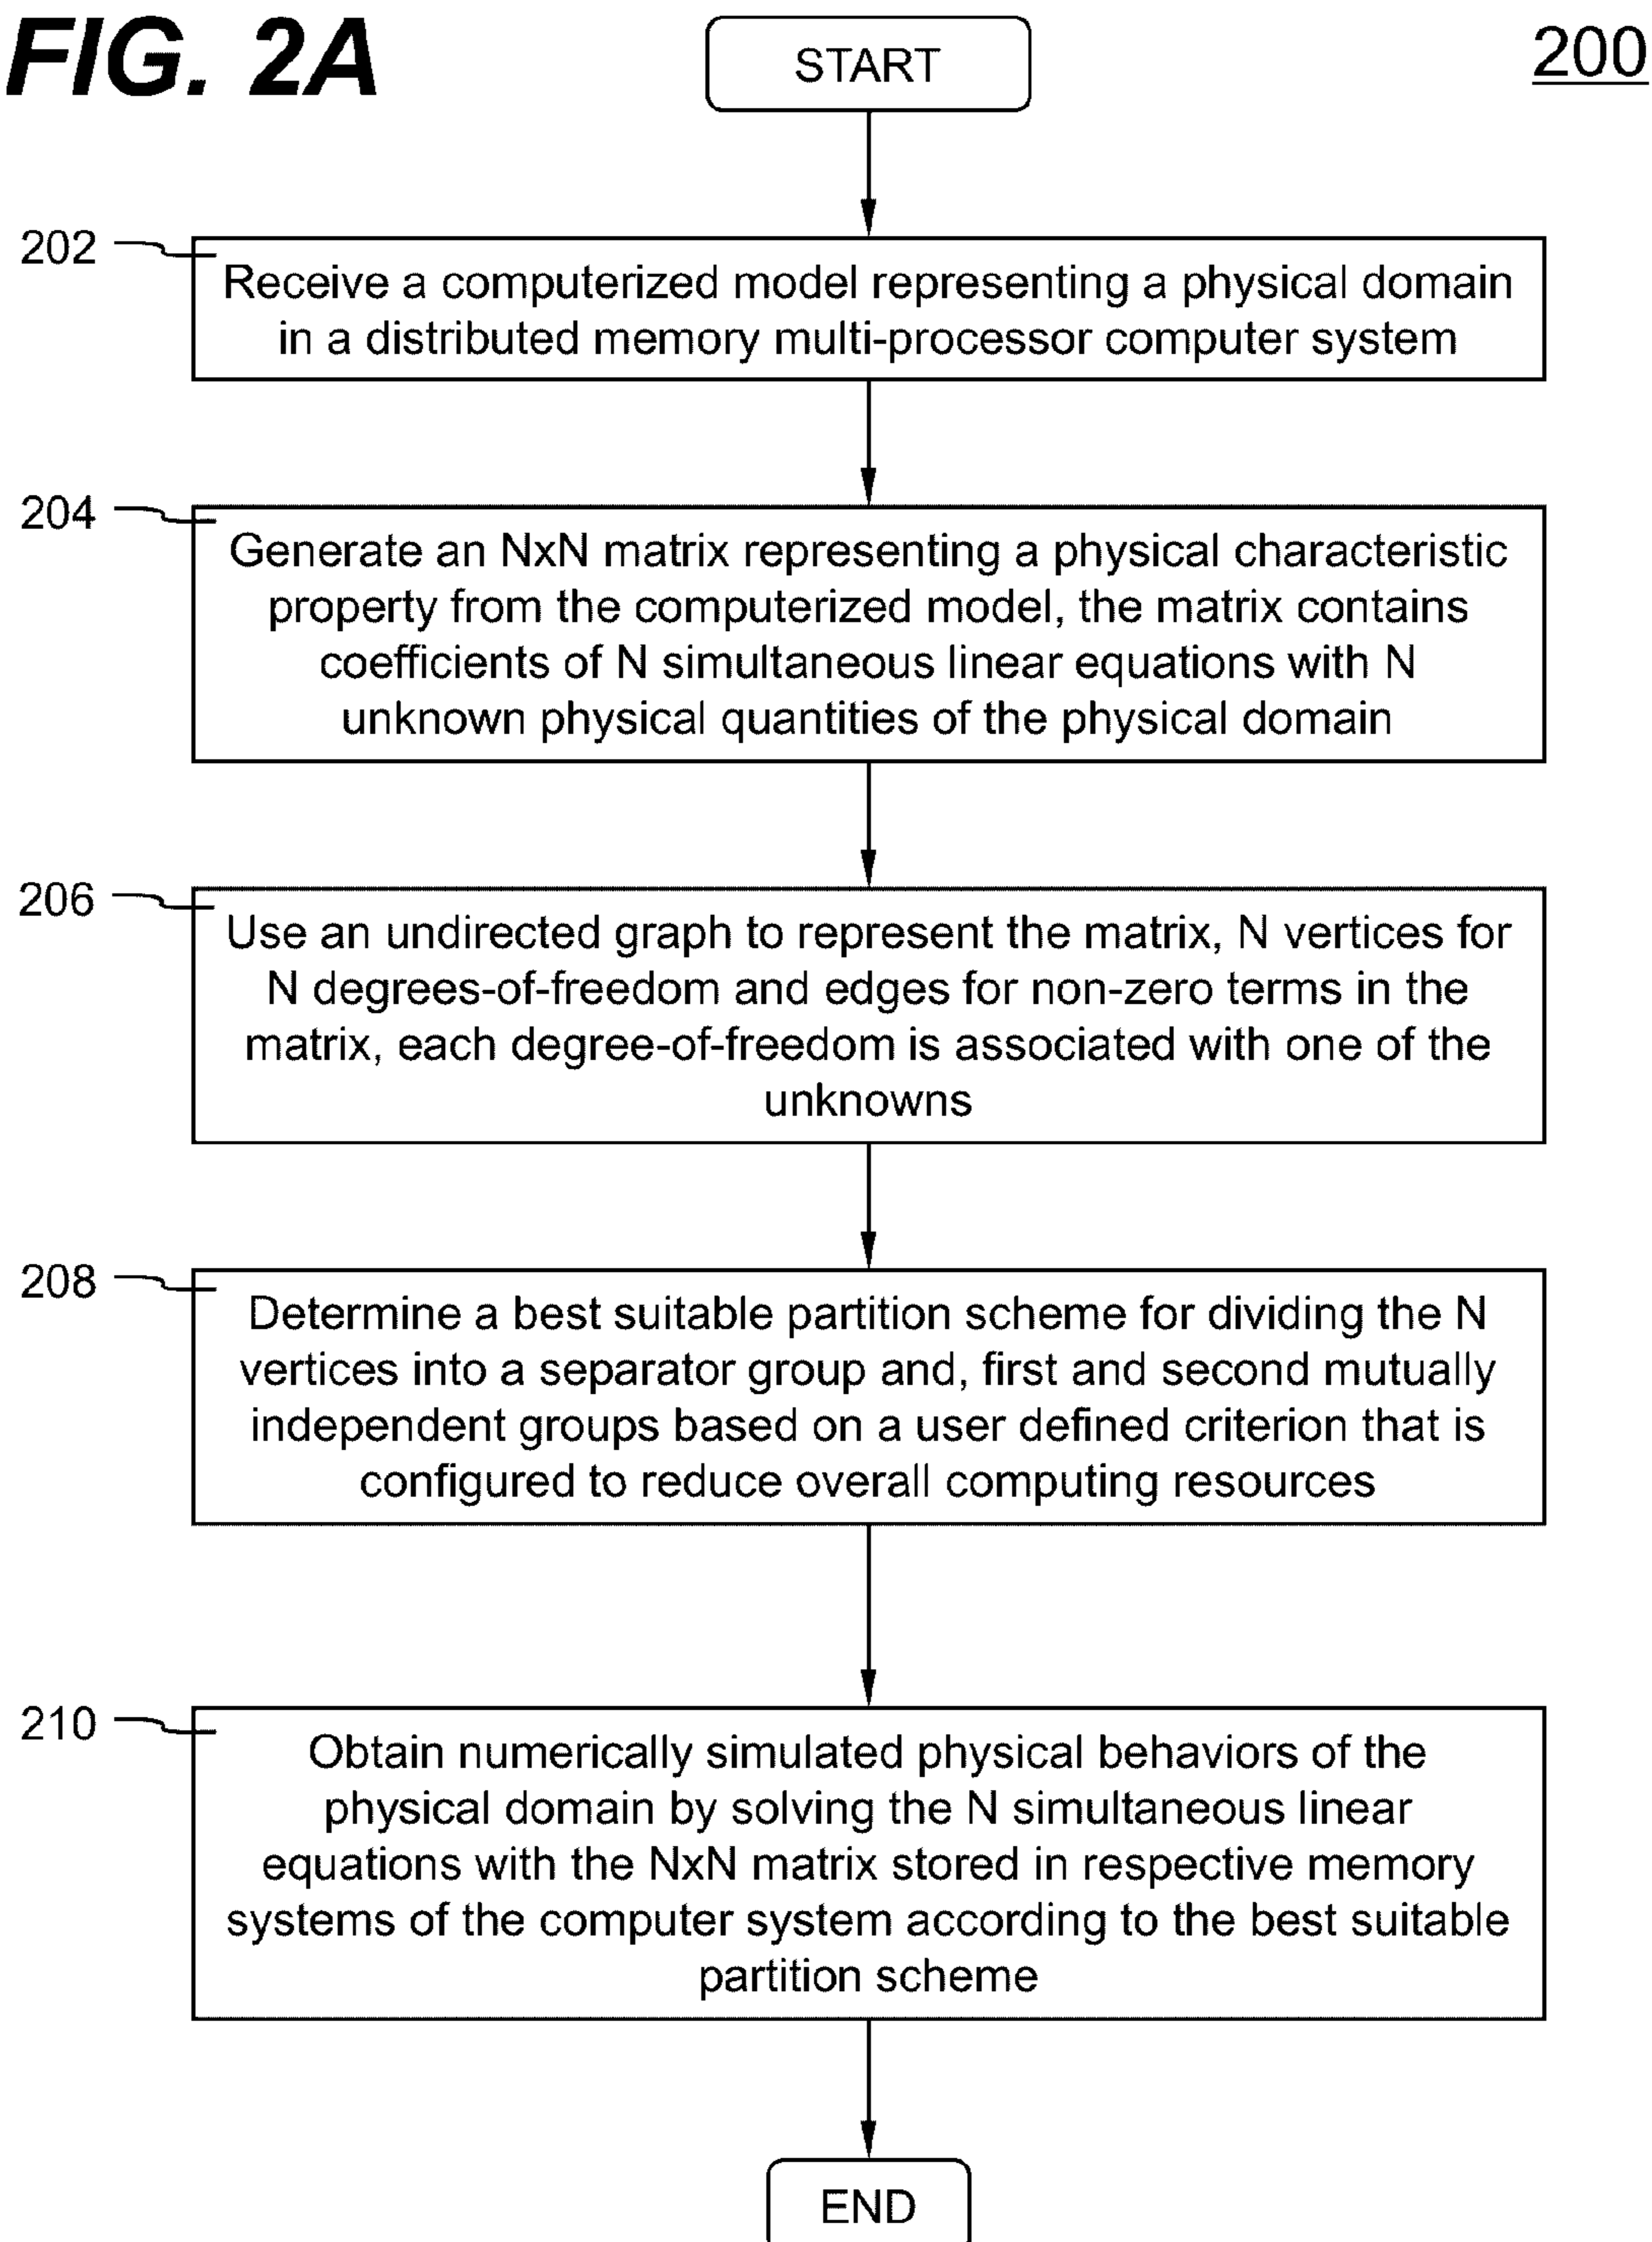 FIG. 2A
START
200
202
Receive a computerized model representing a physical domain
in a distributed memory multi-processor computer system
204
Generate an NxN matrix representing a physical characteristic
property from the computerized model, the matrix contains
coefficients of N simultaneous linear equations with N
unknown physical quantities of the physical domain
206
Use an undirected graph to represent the matrix, N vertices for
N degrees-of-freedom and edges for non-zero terms in the
matrix, each degree-of-freedom is associated with one of the
unknowns
208
Determine a best suitable partition scheme for dividing the N
vertices into a separator group and, first and second mutually
independent groups based on a user defined criterion that is
configured to reduce overall computing resources
210
Obtain numerically simulated physical behaviors of the
physical domain by solving the N simultaneous linear
equations with the NxN matrix stored in respective memory
systems of the computer system according to the best suitable
partition scheme
END